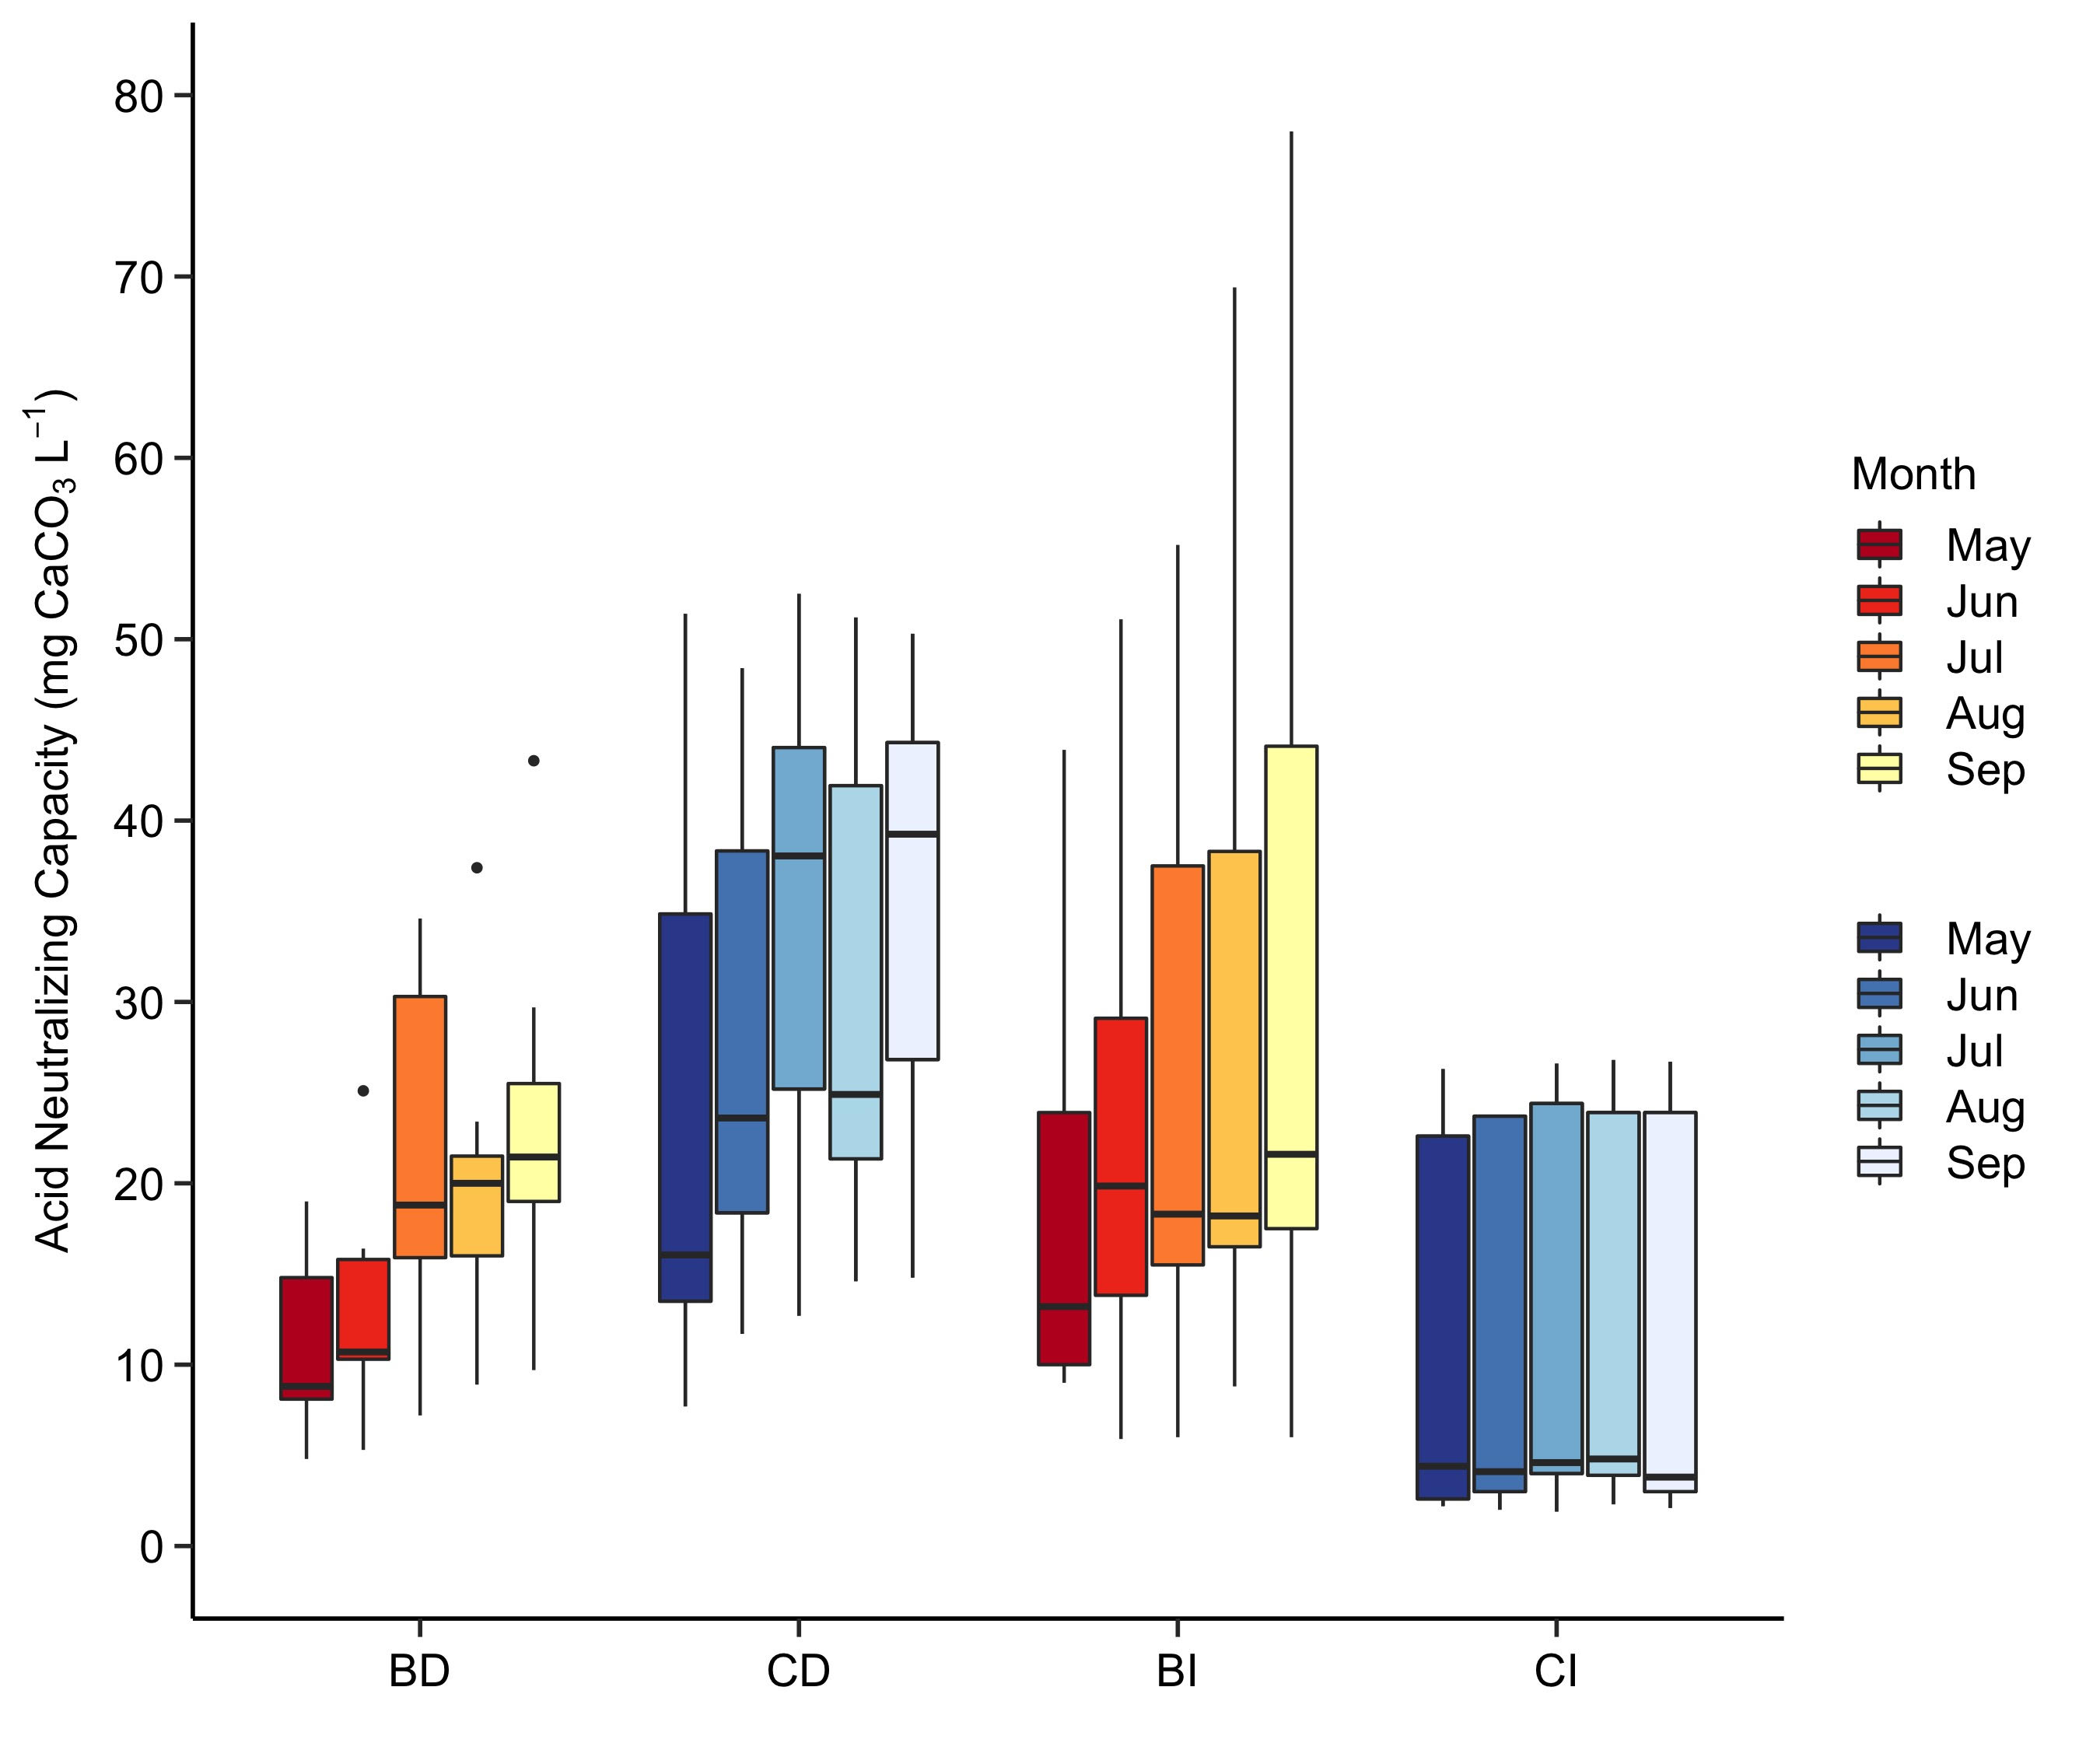 Acid Neutralizing Capacity (mg CaCO₃ L⁻¹)
80
70
60
50
40
30
20
10
0
BD CD BI CI
Month
May
Jun
Jul
Aug
Sep
May
Jun
Jul
Aug
Sep